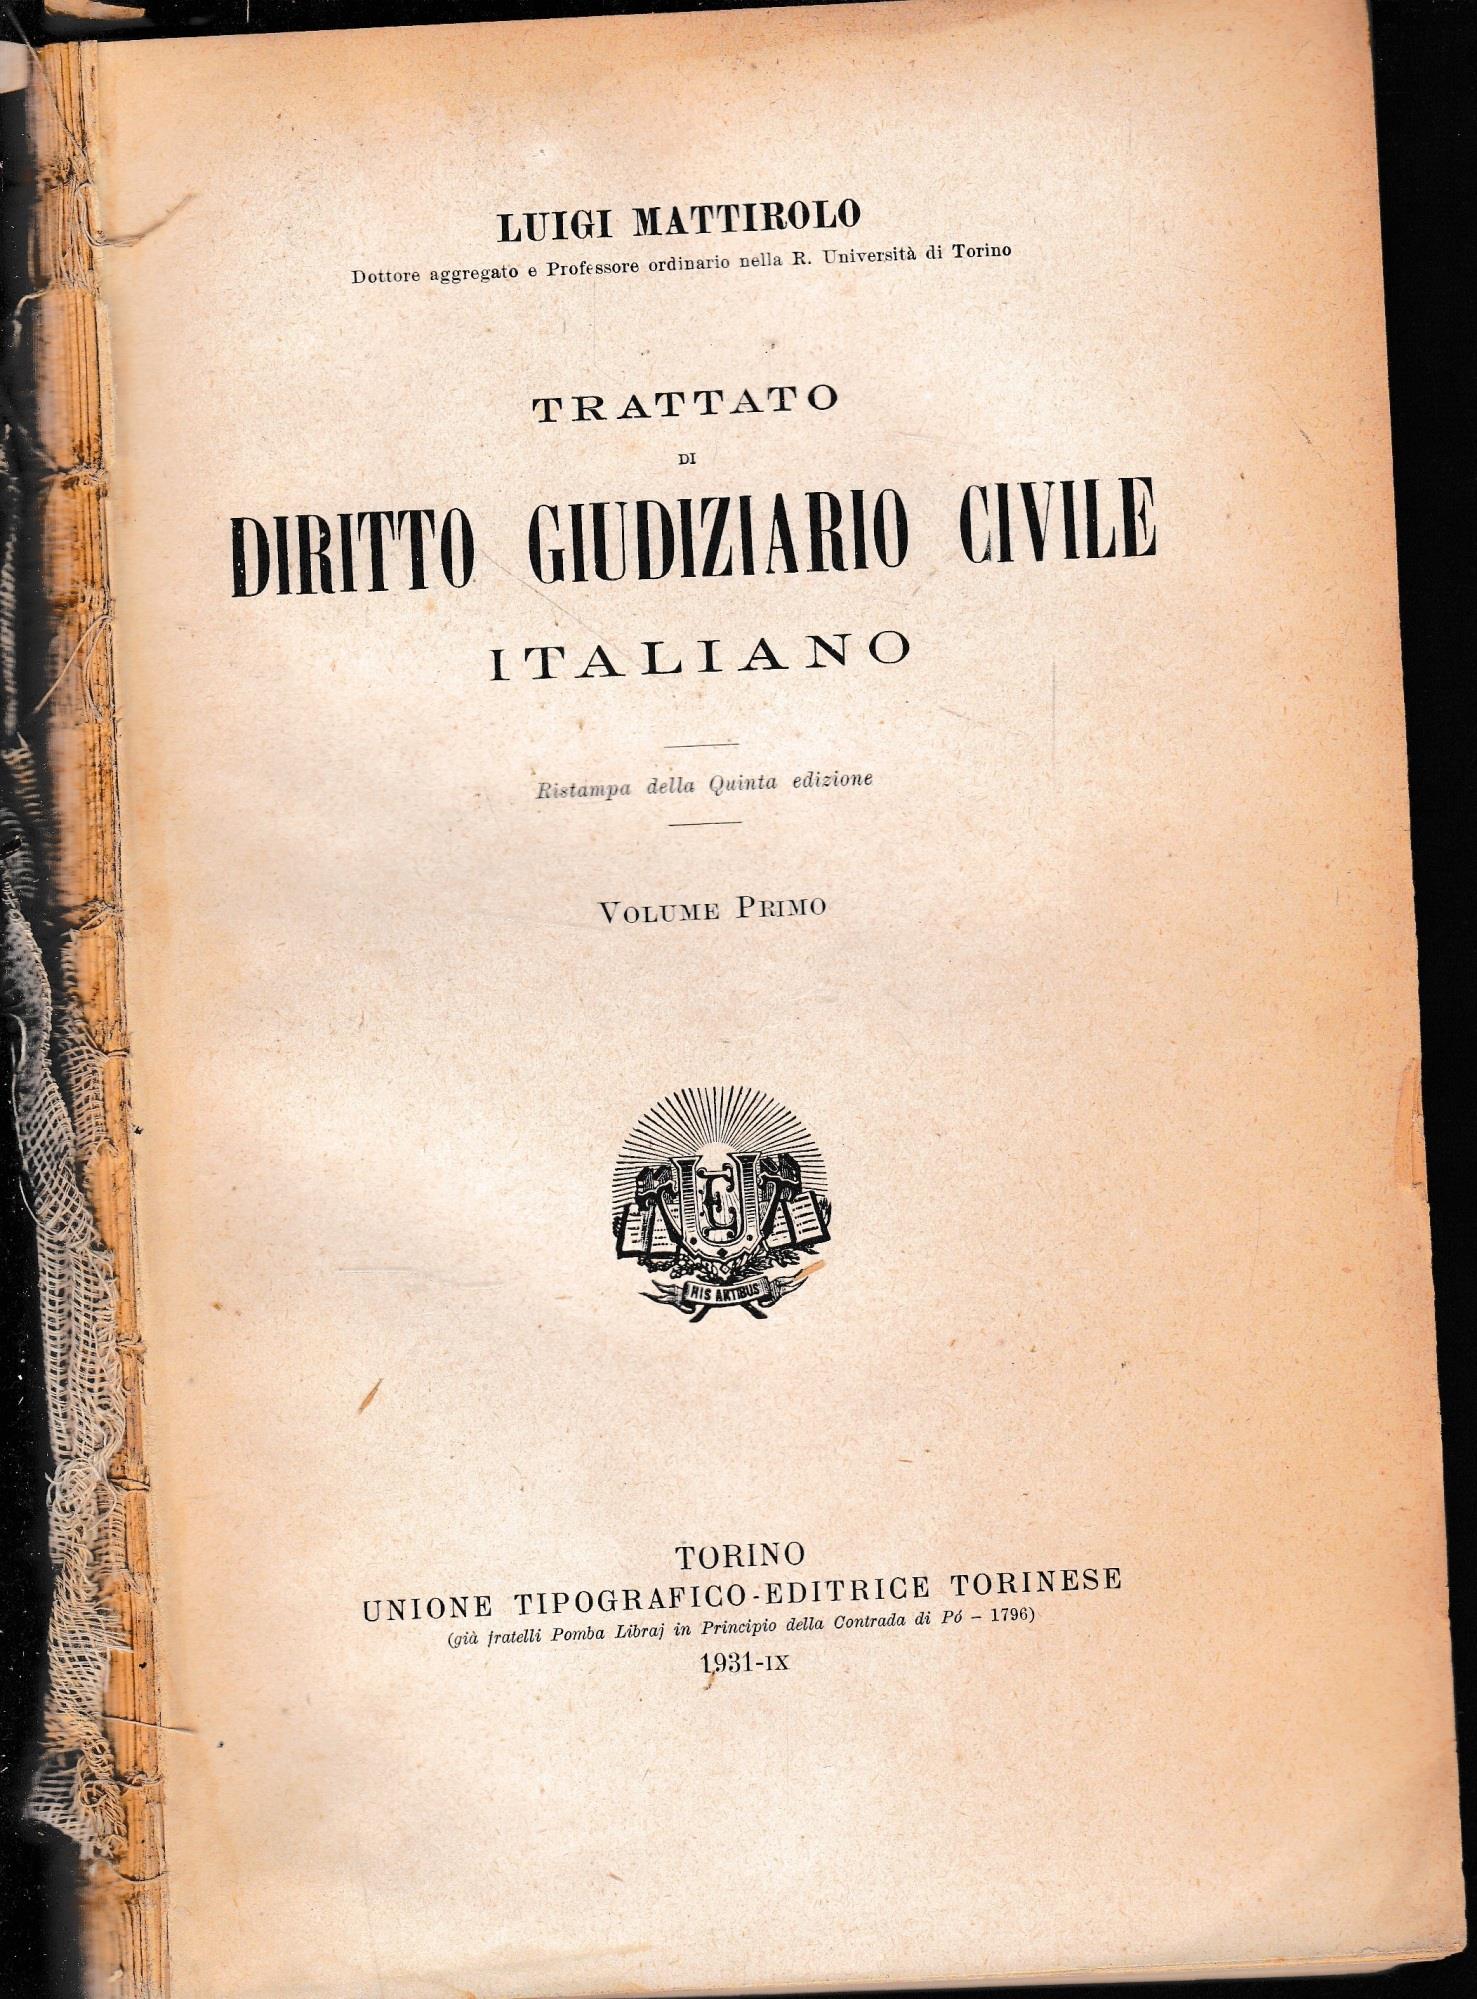 LUIGI MATTIROLO
Dottore aggregato e Professore ordinario nella R. Università di Torino
TRATTATO
DI
DIRITTO GIUDIZIARIO CIVILE
ITALIANO
Ristampa della Quinta edizione
VOLUME PRIMO
UTE
HIS ARTIBUS
TORINO
UNIONE TIPOGRAFICO-EDITRICE TORINESE
(già fratelli Pomba Libraj in Principio della Contrada di Pó – 1796)
1931-IX